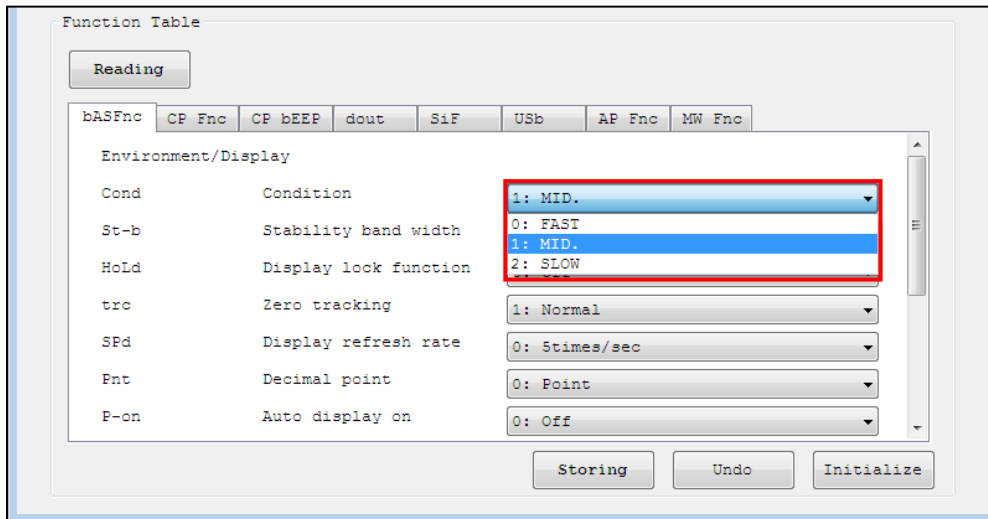 Function Table
Reading
bASFnc CP Fnc CP bEEP dout SiF USb AP Fnc MW Fnc
Environment/Display
Cond Condition 1: MID.
0: FAST
St-b Stability band width 1: MID.
HoLd Display lock function 2: SLOW
trc Zero tracking 1: Normal
SPd Display refresh rate 0: 5times/sec
Pnt Decimal point 0: Point
P-on Auto display on 0: Off
Storing Undo Initialize